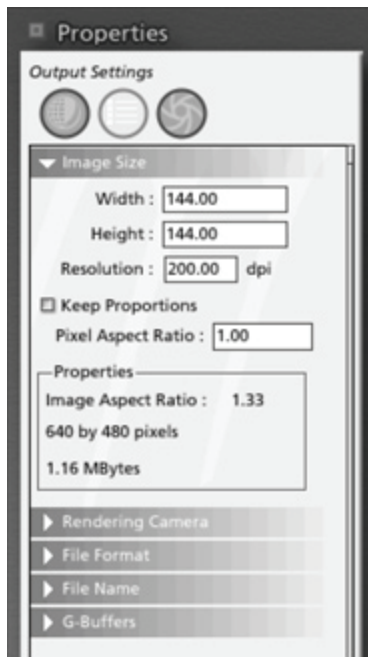 Properties
Output Settings
Image Size
Width : 144.00
Height : 144.00
Resolution : 200.00 dpi
Keep Proportions
Pixel Aspect Ratio : 1.00
Properties
Image Aspect Ratio : 1.33
640 by 480 pixels
1.16 MBytes
Rendering Camera
File Format
File Name
G-Buffers